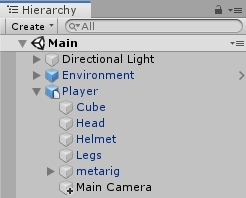 Hierarchy
Create All
Main
Directional Light
Environment
Player
Cube
Head
Helmet
Legs
metarig
Main Camera